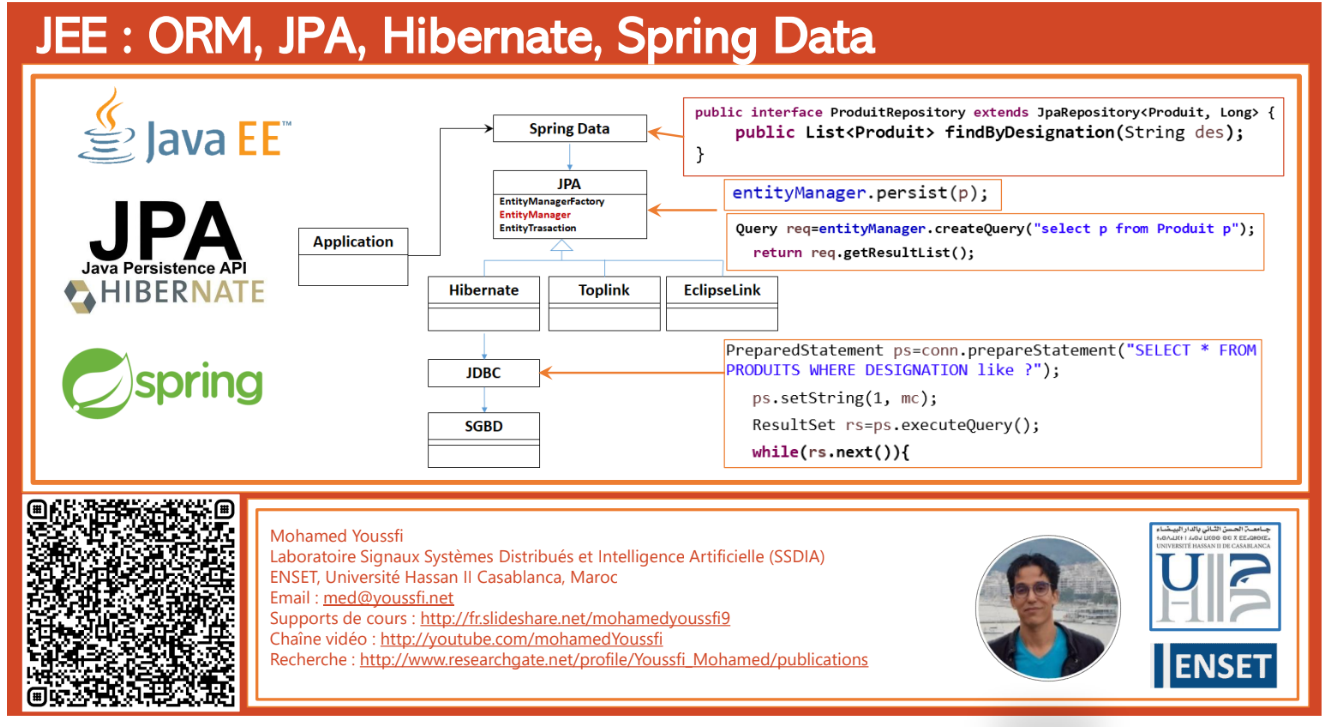 JEE : ORM, JPA, Hibernate, Spring Data
Java EE™
JPA
Java Persistence API
HIBERNATE
spring
Application
Spring Data
JPA
EntityManagerFactory
EntityManager
EntityTrasaction
Hibernate
Toplink
EclipseLink
JDBC
SGBD
public interface ProduitRepository extends JpaRepository<Produit, Long> {
public List<Produit> findByDesignation(String des);
}
entityManager.persist(p);
Query req=entityManager.createQuery("select p from Produit p");
return req.getResultList();
PreparedStatement ps=conn.prepareStatement("SELECT * FROM
PRODUITS WHERE DESIGNATION like ?");
ps.setString(1, mc);
ResultSet rs=ps.executeQuery();
while(rs.next()){
Mohamed Youssfi
Laboratoire Signaux Systèmes Distribués et Intelligence Artificielle (SSDIA)
ENSET, Université Hassan II Casablanca, Maroc
Email : med@youssfi.net
Supports de cours : http://fr.slideshare.net/mohamedyoussfi9
Chaîne vidéo : http://youtube.com/mohamedYoussfi
Recherche : http://www.researchgate.net/profile/Youssfi_Mohamed/publications
جامعة الحسن الثاني بالدار البيضاء
UNIVERSITÉ HASSAN II DE CASABLANCA
ENSET